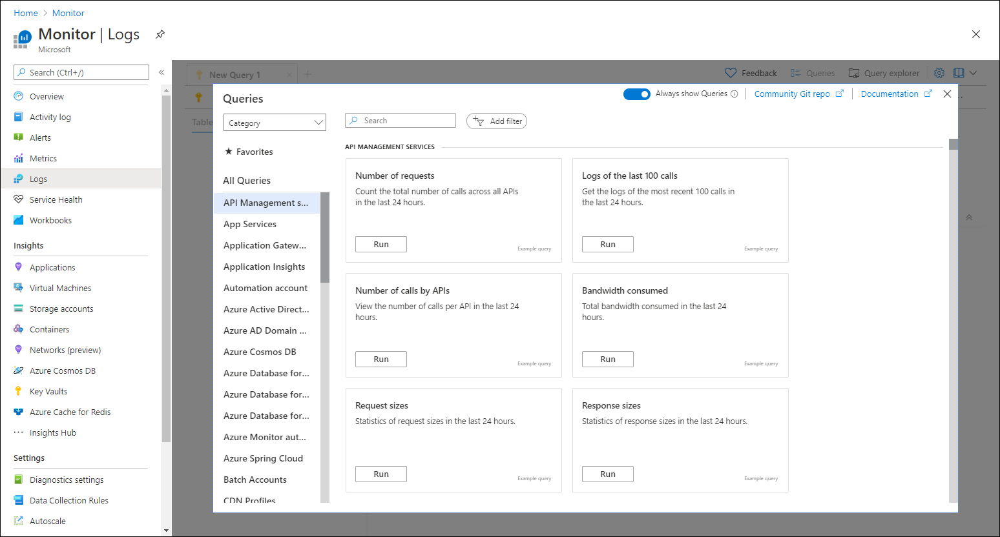 Home > Monitor
Monitor | Logs
Microsoft
Search (Ctrl+/)
«
Overview
Activity log
Alerts
Metrics
Logs
Service Health
Workbooks
Insights
Applications
Virtual Machines
Storage accounts
Containers
Networks (preview)
Azure Cosmos DB
Key Vaults
Azure Cache for Redis
Insights Hub
Settings
Diagnostics settings
Data Collection Rules
Autoscale
New Query 1
Feedback
Queries
Query explorer
Table
Queries
Always show Queries
Community Git repo
Documentation
Category
Search
Add filter
Favorites
All Queries
API Management s...
App Services
Application Gatew...
Application Insights
Automation account
Azure Active Direct...
Azure AD Domain ...
Azure Cosmos DB
Azure Database for...
Azure Database for...
Azure Database for...
Azure Monitor aut...
Azure Spring Cloud
Batch Accounts
CDN Profiles
API MANAGEMENT SERVICES
Number of requests
Count the total number of calls across all APIs
in the last 24 hours.
Run
Example query
Logs of the last 100 calls
Get the logs of the most recent 100 calls in
the last 24 hours.
Run
Example query
Number of calls by APIs
View the number of calls per API in the last 24
hours.
Run
Example query
Bandwidth consumed
Total bandwidth consumed in the last 24
hours.
Run
Example query
Request sizes
Statistics of request sizes in the last 24 hours.
Run
Example query
Response sizes
Statistics of response sizes in the last 24 hours.
Run
Example query